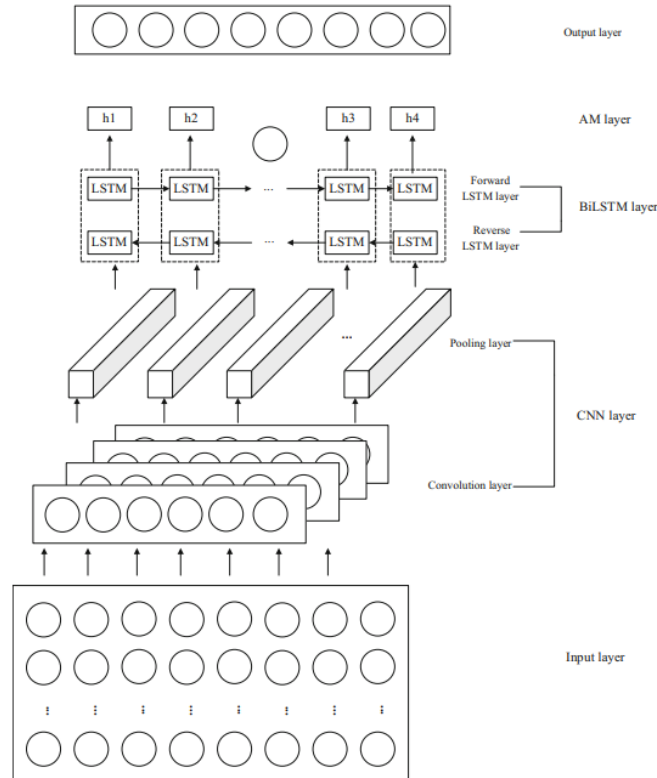 Output layer
h1 h2 h3 h4 AM layer
LSTM LSTM ... LSTM LSTM Forward
LSTM layer
BiLSTM layer
LSTM LSTM ... LSTM LSTM Reverse
LSTM layer
... Pooling layer
CNN layer
Convolution layer
Input layer